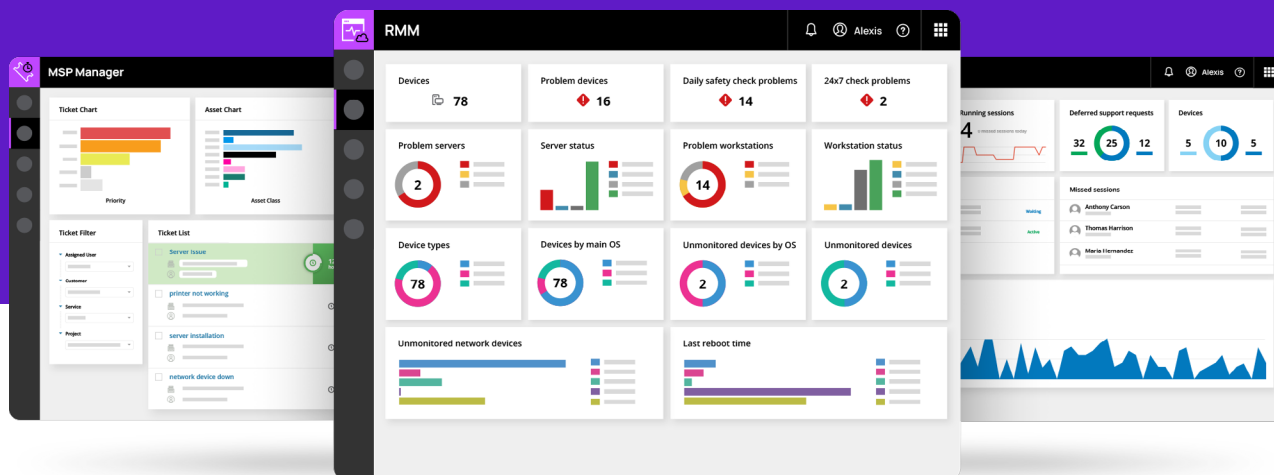 MSP Manager
Ticket Chart
Priority
Asset Chart
Asset Class
Ticket Filter
Assigned User
Customer
Service
Project
Ticket List
Server Issue
printer not working
server installation
network device down
RMM
Alexis
Devices
78
Problem devices
16
Daily safety check problems
14
24x7 check problems
2
Problem servers
2
Server status
Problem workstations
14
Workstation status
Device types
78
Devices by main OS
78
Unmonitored devices by OS
2
Unmonitored devices
2
Unmonitored network devices
Last reboot time
Alexis
Running sessions
4
Deferred support requests
32 25 12
Devices
5 10 5
Waiting
Active
Missed sessions
Anthony Carson
Thomas Harrison
Maria Hernandez